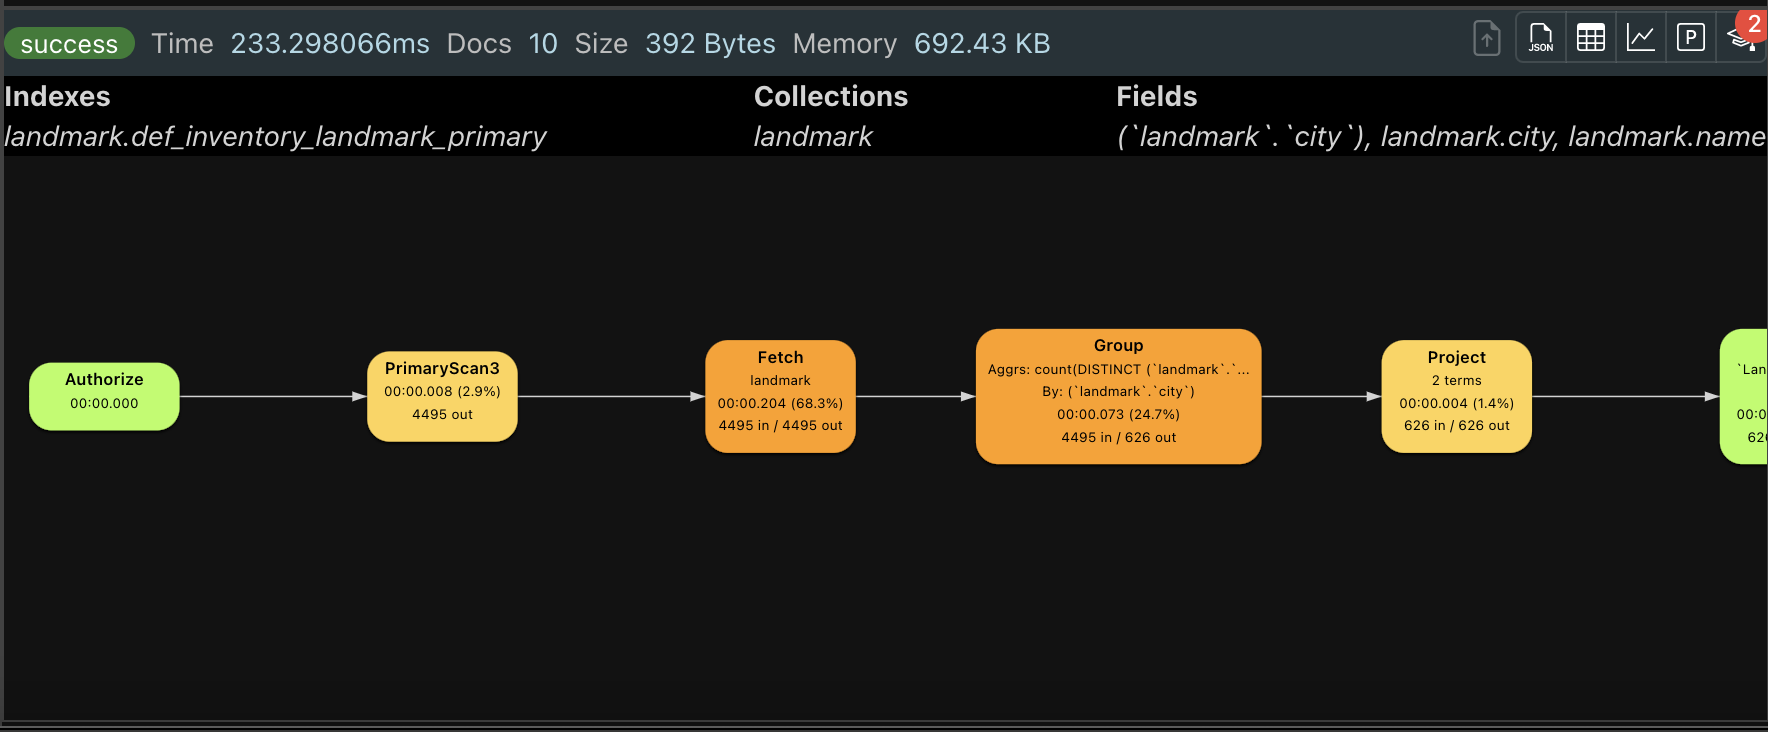 success Time 233.298066ms Docs 10 Size 392 Bytes Memory 692.43 KB JSON P 2
Indexes Collections Fields
landmark.def_inventory_landmark_primary landmark (`landmark`.`city`), landmark.city, landmark.name
Authorize
00:00.000
PrimaryScan3
00:00.008 (2.9%)
4495 out
Fetch
landmark
00:00.204 (68.3%)
4495 in / 4495 out
Group
Aggrs: count(DISTINCT (`landmark`.`...
By: (`landmark`.`city`)
00:00.073 (24.7%)
4495 in / 626 out
Project
2 terms
00:00.004 (1.4%)
626 in / 626 out
`Lan
00:0